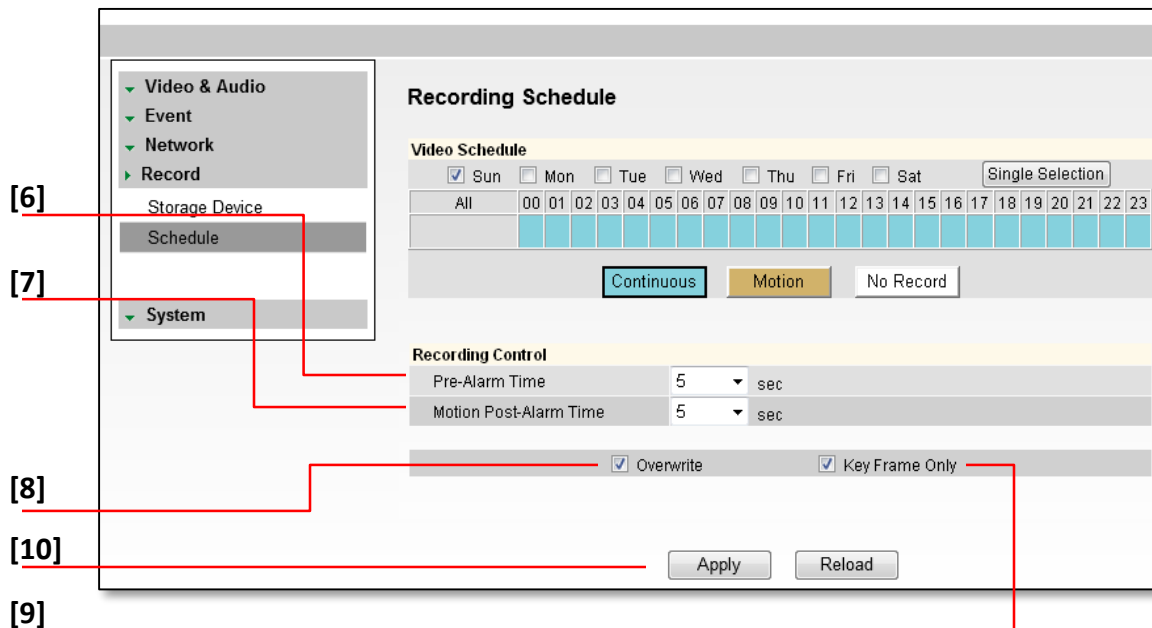 Video & Audio
Event
Network
Record
Storage Device
Schedule
System
[6]
[7]
[8]
[10]
[9]
Recording Schedule
Video Schedule
Sun Mon Tue Wed Thu Fri Sat Single Selection
All 00 01 02 03 04 05 06 07 08 09 10 11 12 13 14 15 16 17 18 19 20 21 22 23
Continuous Motion No Record
Recording Control
Pre-Alarm Time 5 sec
Motion Post-Alarm Time 5 sec
Overwrite Key Frame Only
Apply Reload